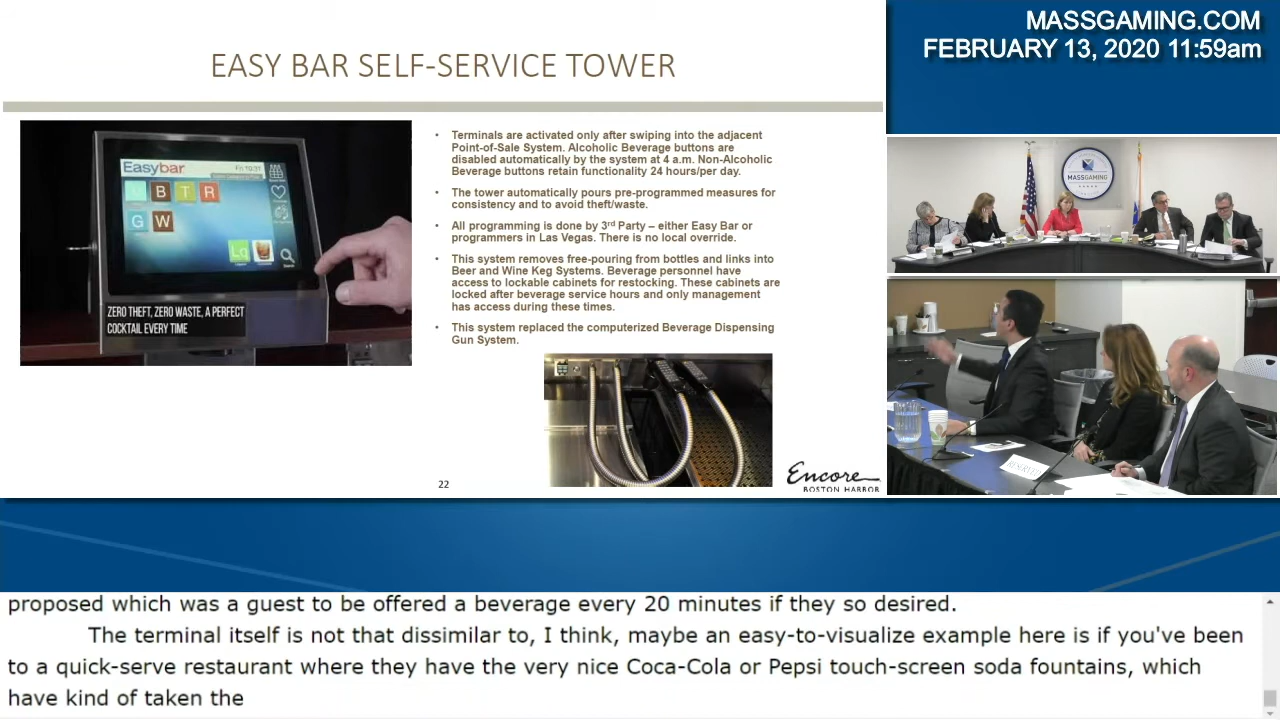 MASSGAMING.COM
FEBRUARY 13, 2020 11:59am
EASY BAR SELF-SERVICE TOWER
Easybar
B T R
G W
ZERO THEFT, ZERO WASTE, A PERFECT
COCKTAIL EVERY TIME
• Terminals are activated only after swiping into the adjacent
Point-of-Sale System. Alcoholic Beverage buttons are
disabled automatically by the system at 4 a.m. Non-Alcoholic
Beverage buttons retain functionality 24 hours/per day.
• The tower automatically pours pre-programmed measures for
consistency and to avoid theft/waste.
• All programming is done by 3rd Party – either Easy Bar or
programmers in Las Vegas. There is no local override.
• This system removes free-pouring from bottles and links into
Beer and Wine Keg Systems. Beverage personnel have
access to lockable cabinets for restocking. These cabinets are
locked after beverage service hours and only management
has access during these times.
• This system replaced the computerized Beverage Dispensing
Gun System.
22
Encore
BOSTON HARBOR
MASSGAMING
RESERVED
proposed which was a guest to be offered a beverage every 20 minutes if they so desired.
The terminal itself is not that dissimilar to, I think, maybe an easy-to-visualize example here is if you've been
to a quick-serve restaurant where they have the very nice Coca-Cola or Pepsi touch-screen soda fountains, which
have kind of taken the